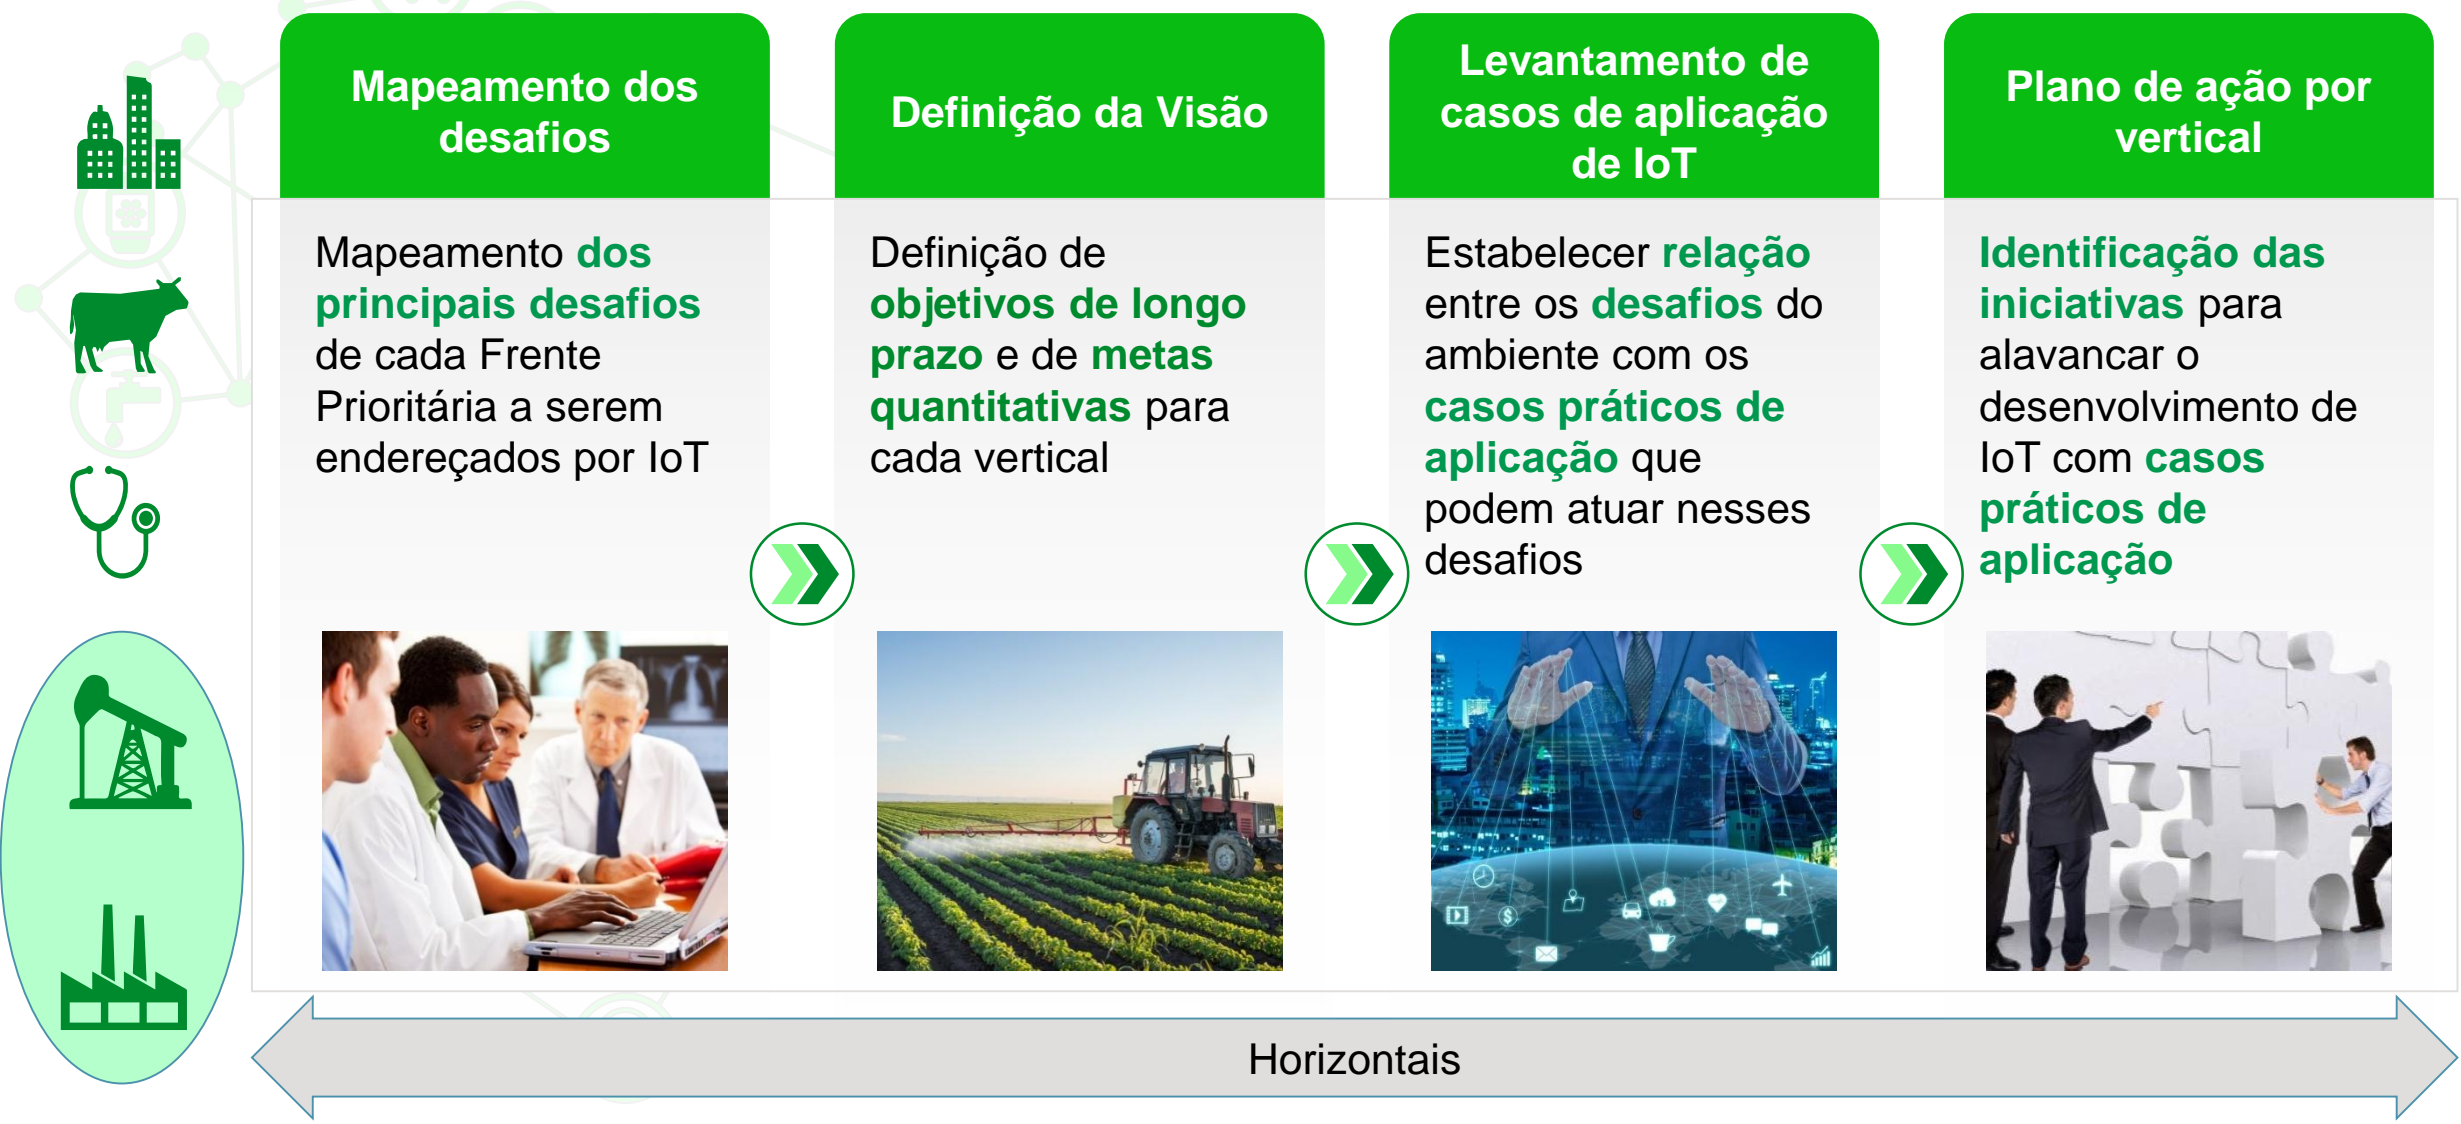 Mapeamento dos
desafios
Definição da Visão
Levantamento de
casos de aplicação
de IoT
Plano de ação por
vertical
Mapeamento dos
principais desafios
de cada Frente
Prioritária a serem
endereçados por IoT
Definição de
objetivos de longo
prazo e de metas
quantitativas para
cada vertical
Estabelecer relação
entre os desafios do
ambiente com os
casos práticos de
aplicação que
podem atuar nesses
desafios
Identificação das
iniciativas para
alavancar o
desenvolvimento de
IoT com casos
práticos de
aplicação
Horizontais